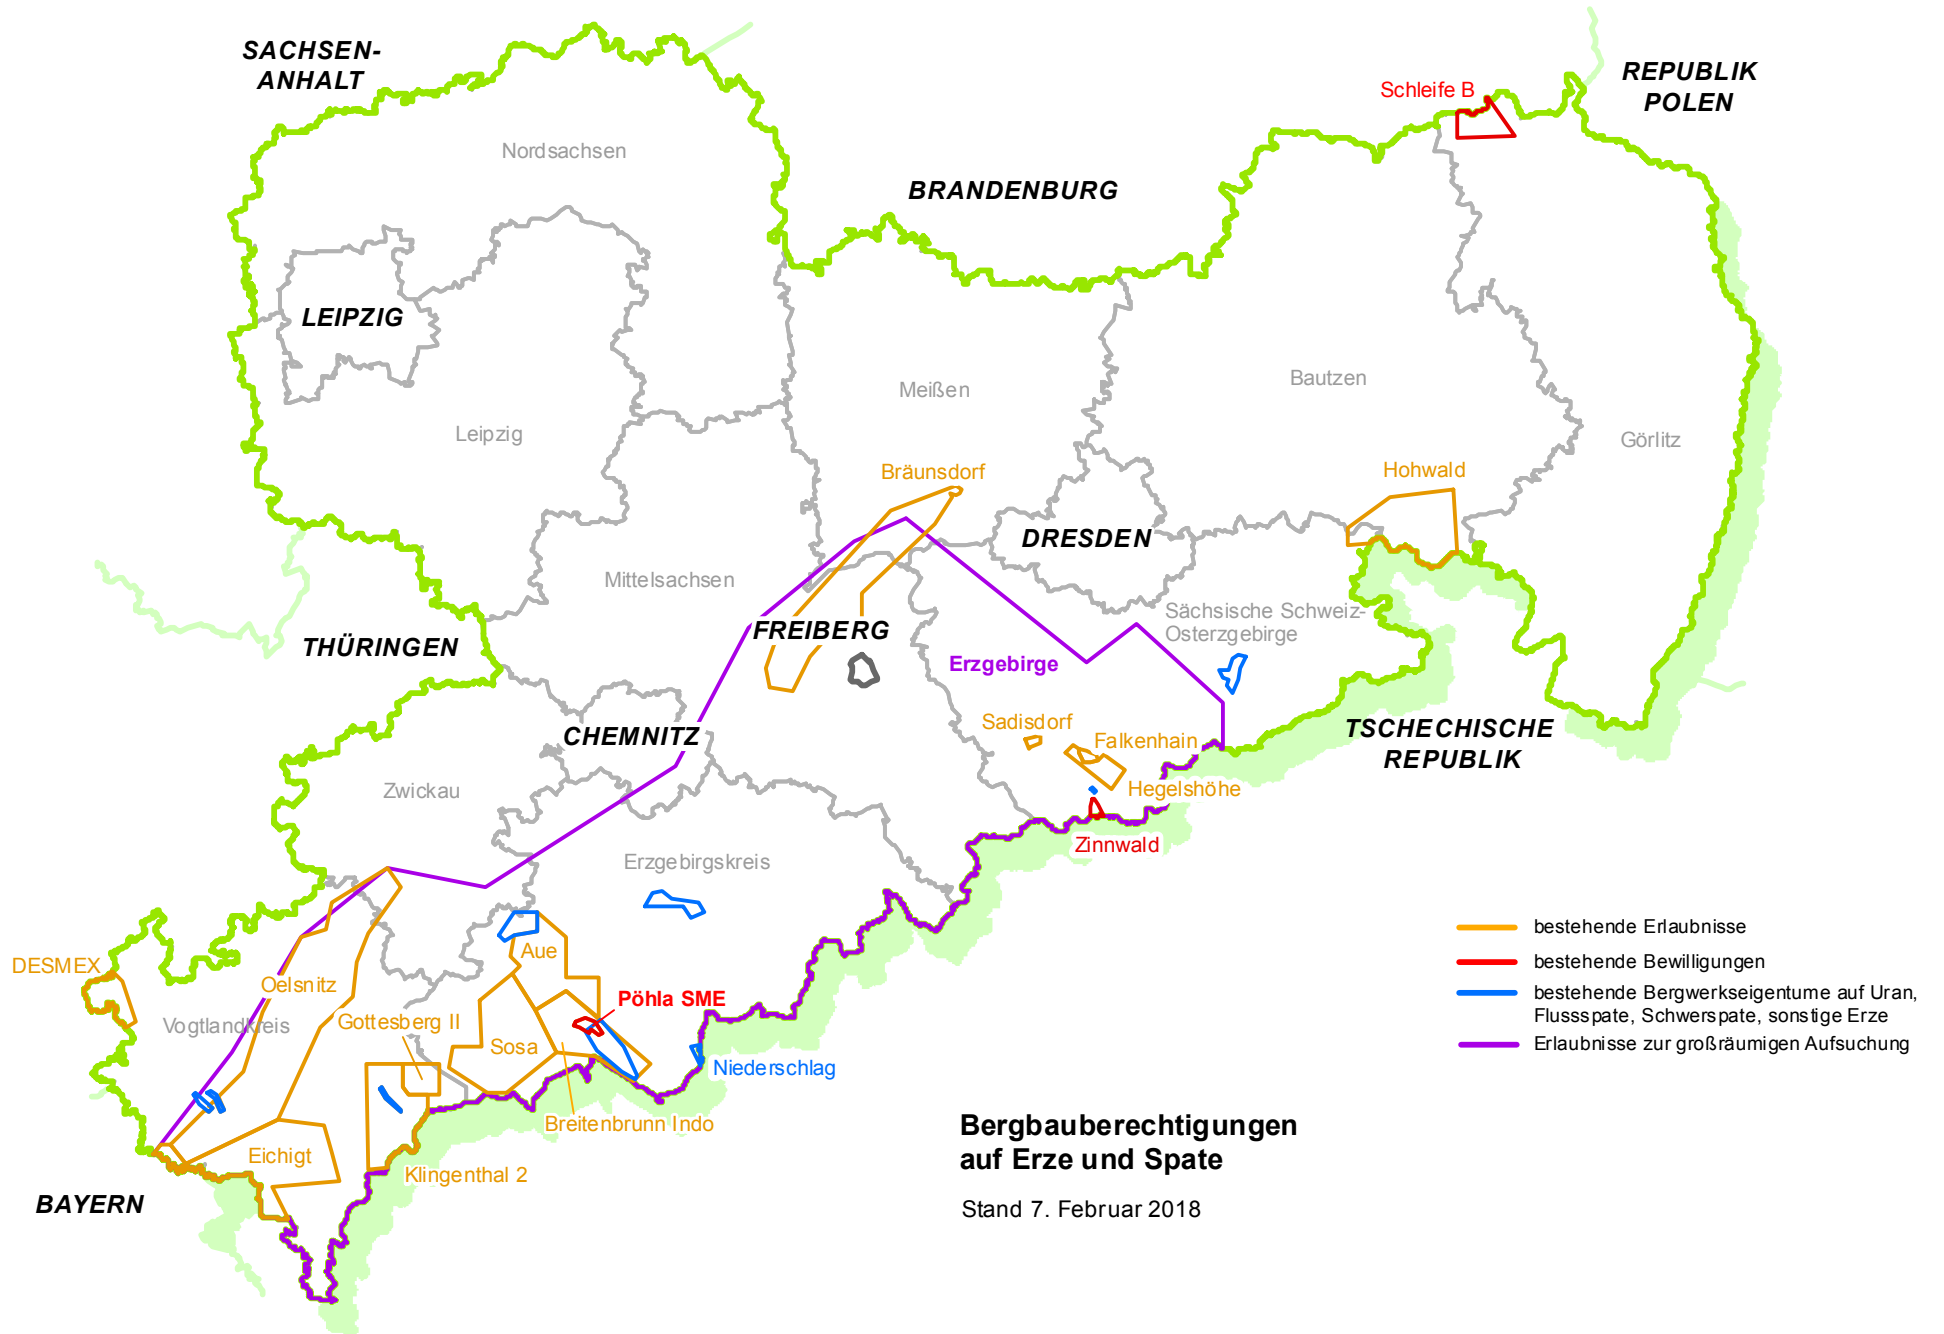 SACHSEN-
ANHALT
REPUBLIK
POLEN
Schleife B
Nordsachsen
BRANDENBURG
LEIPZIG
Leipzig
Meißen
Bautzen
Görlitz
Bräunsdorf
Hohwald
DRESDEN
Mittelsachsen
Sächsische Schweiz-
Osterzgebirge
THÜRINGEN
FREIBERG
Erzgebirge
Sadisdorf
Falkenhain
Hegelshöhe
TSCHECHISCHE
REPUBLIK
CHEMNITZ
Zwickau
Zinnwald
Erzgebirgskreis
DESMEX
Oelsnitz
Aue
Pöhla SME
Vogtlandkreis
Gottesberg II
Sosa
Niederschlag
Breitenbrunn Indo
Eichigt
Klingenthal 2
BAYERN
bestehende Erlaubnisse
bestehende Bewilligungen
bestehende Bergwerkseigentume auf Uran,
Flussspate, Schwerspate, sonstige Erze
Erlaubnisse zur großräumigen Aufsuchung
Bergbauberechtigungen
auf Erze und Spate
Stand 7. Februar 2018